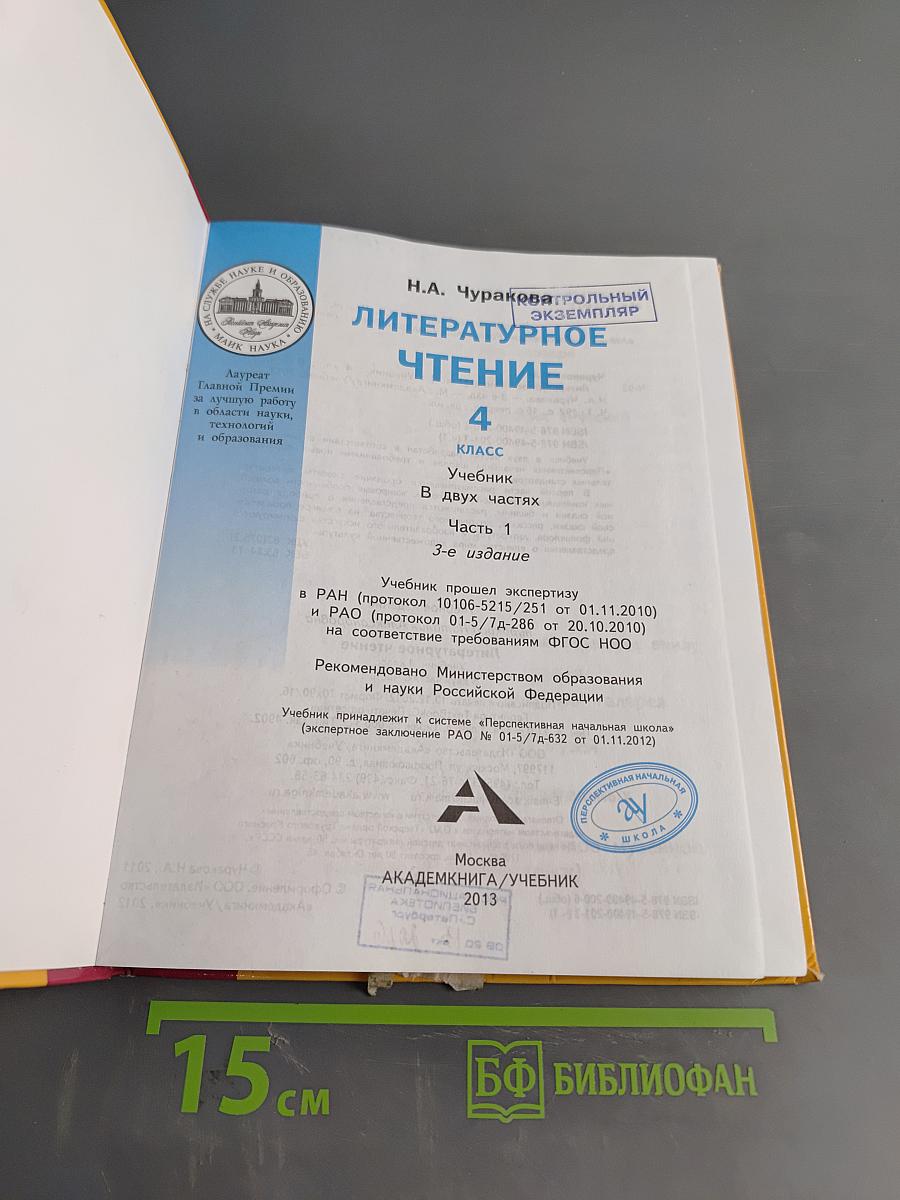 НА СЛУЖБЕ НАУКЕ И ОБРАЗОВАНИЮ
Российская Академия
Наук
• МАИК НАУКА •
Лауреат
Главной Премии
за лучшую работу
в области науки,
технологий
и образования
Н.А. Чуракова
КОНТРОЛЬНЫЙ
ЭКЗЕМПЛЯР
ЛИТЕРАТУРНОЕ
ЧТЕНИЕ
4
КЛАСС
Учебник
В двух частях
Часть 1
3-е издание
Учебник прошел экспертизу
в РАН (протокол 10106-5215/251 от 01.11.2010)
и РАО (протокол 01-5/7д-286 от 20.10.2010)
на соответствие требованиям ФГОС НОО
Рекомендовано Министерством образования
и науки Российской Федерации
Учебник принадлежит к системе «Перспективная начальная школа»
(экспертное заключение РАО № 01-5/7д-632 от 01.11.2012)
ПЕРСПЕКТИВНАЯ НАЧАЛЬНАЯ
ШКОЛА
Москва
АКАДЕМКНИГА/УЧЕБНИК
2013
15 см
БФ БИБЛИОФАН